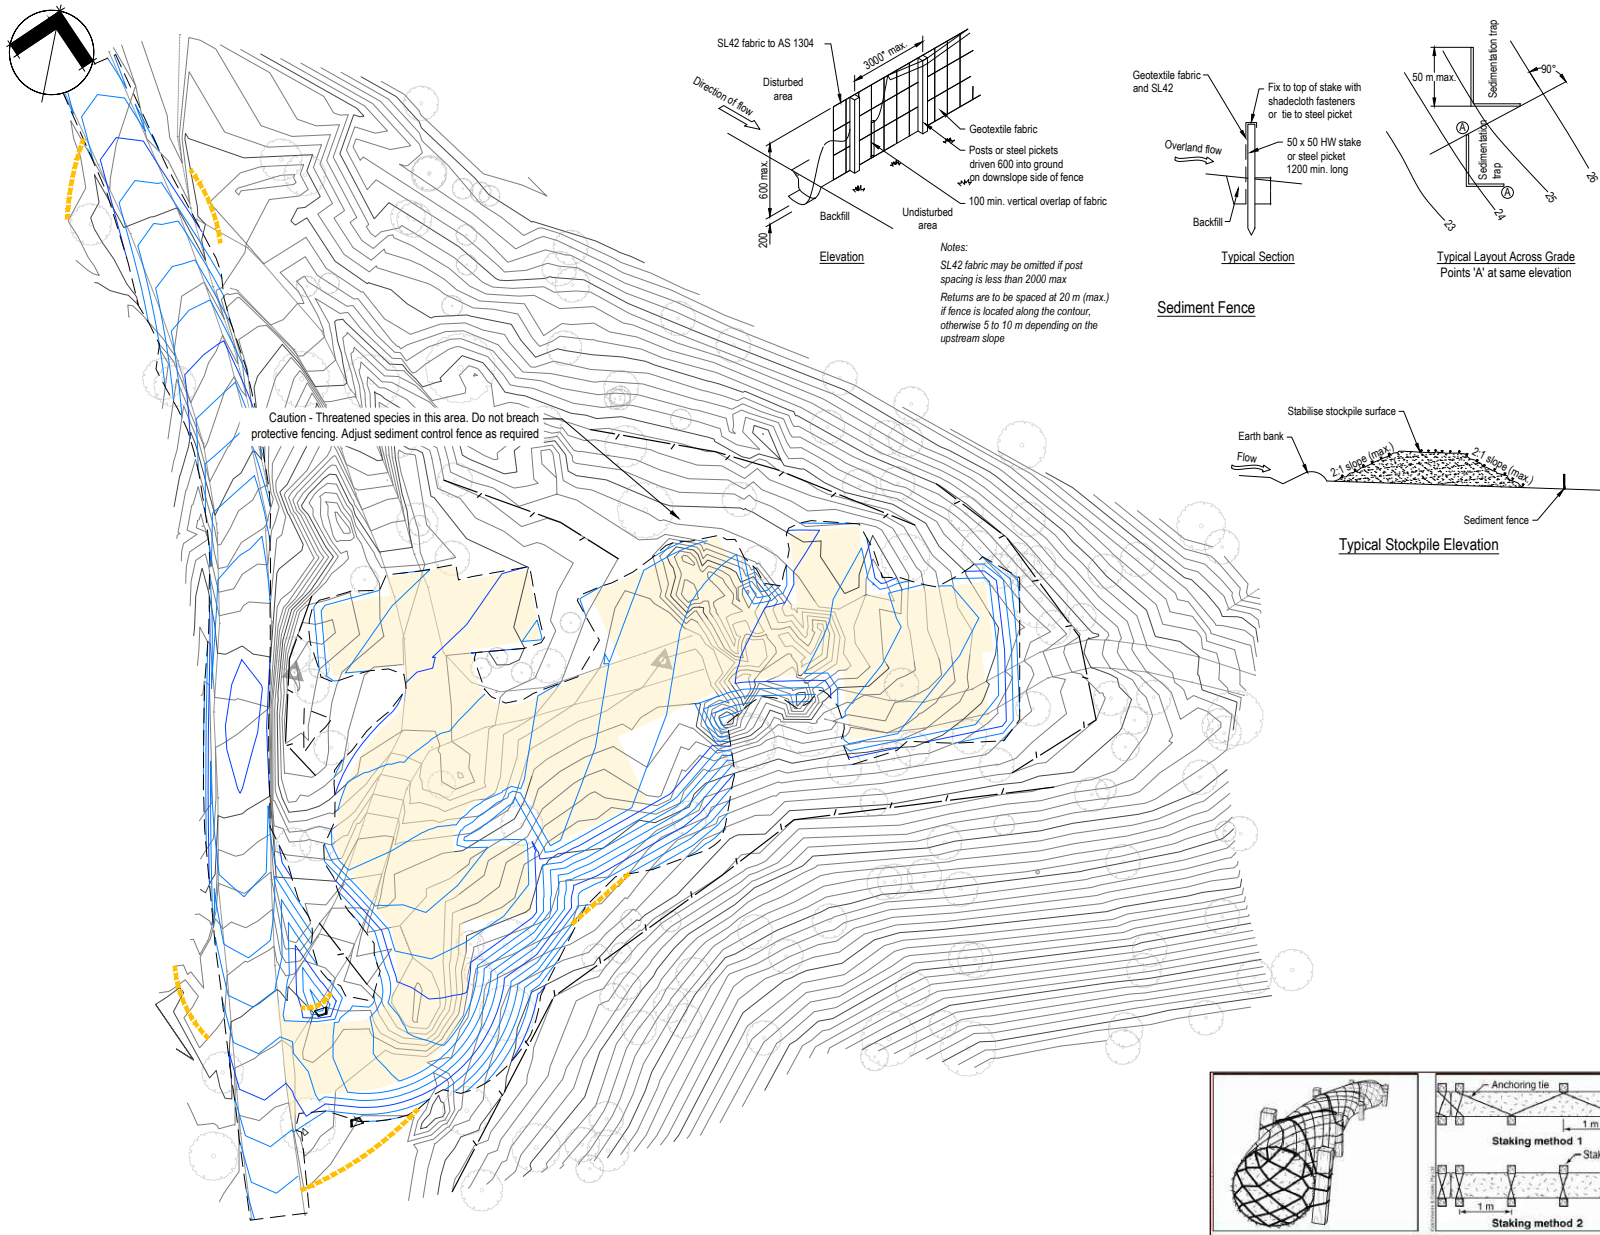 SL42 fabric to AS 1304
3000* max.
Disturbed
area
Direction of flow
Geotextile fabric
Posts or steel pickets
driven 600 into ground
on downslope side of fence
100 min. vertical overlap of fabric
600 max.
200
Backfill
Undisturbed
area
Elevation
Notes:
SL42 fabric may be omitted if post
spacing is less than 2000 max
Returns are to be spaced at 20 m (max.)
if fence is located along the contour,
otherwise 5 to 10 m depending on the
upstream slope
Geotextile fabric
and SL42
Fix to top of stake with
shadecloth fasteners
or tie to steel picket
Overland flow
50 x 50 HW stake
or steel picket
1200 min. long
Backfill
Typical Section
Sediment Fence
50 m max.
Sedimentation trap
90°
A
Sedimentation
trap
A
23
24
25
26
Typical Layout Across Grade
Points 'A' at same elevation
Caution - Threatened species in this area. Do not breach
protective fencing. Adjust sediment control fence as required
Stabilise stockpile surface
Earth bank
Flow
2:1 slope (max.)
2:1 slope (max.)
Sediment fence
Typical Stockpile Elevation
Anchoring tie
1 m
Staking method 1
Stak
1 m
Staking method 2